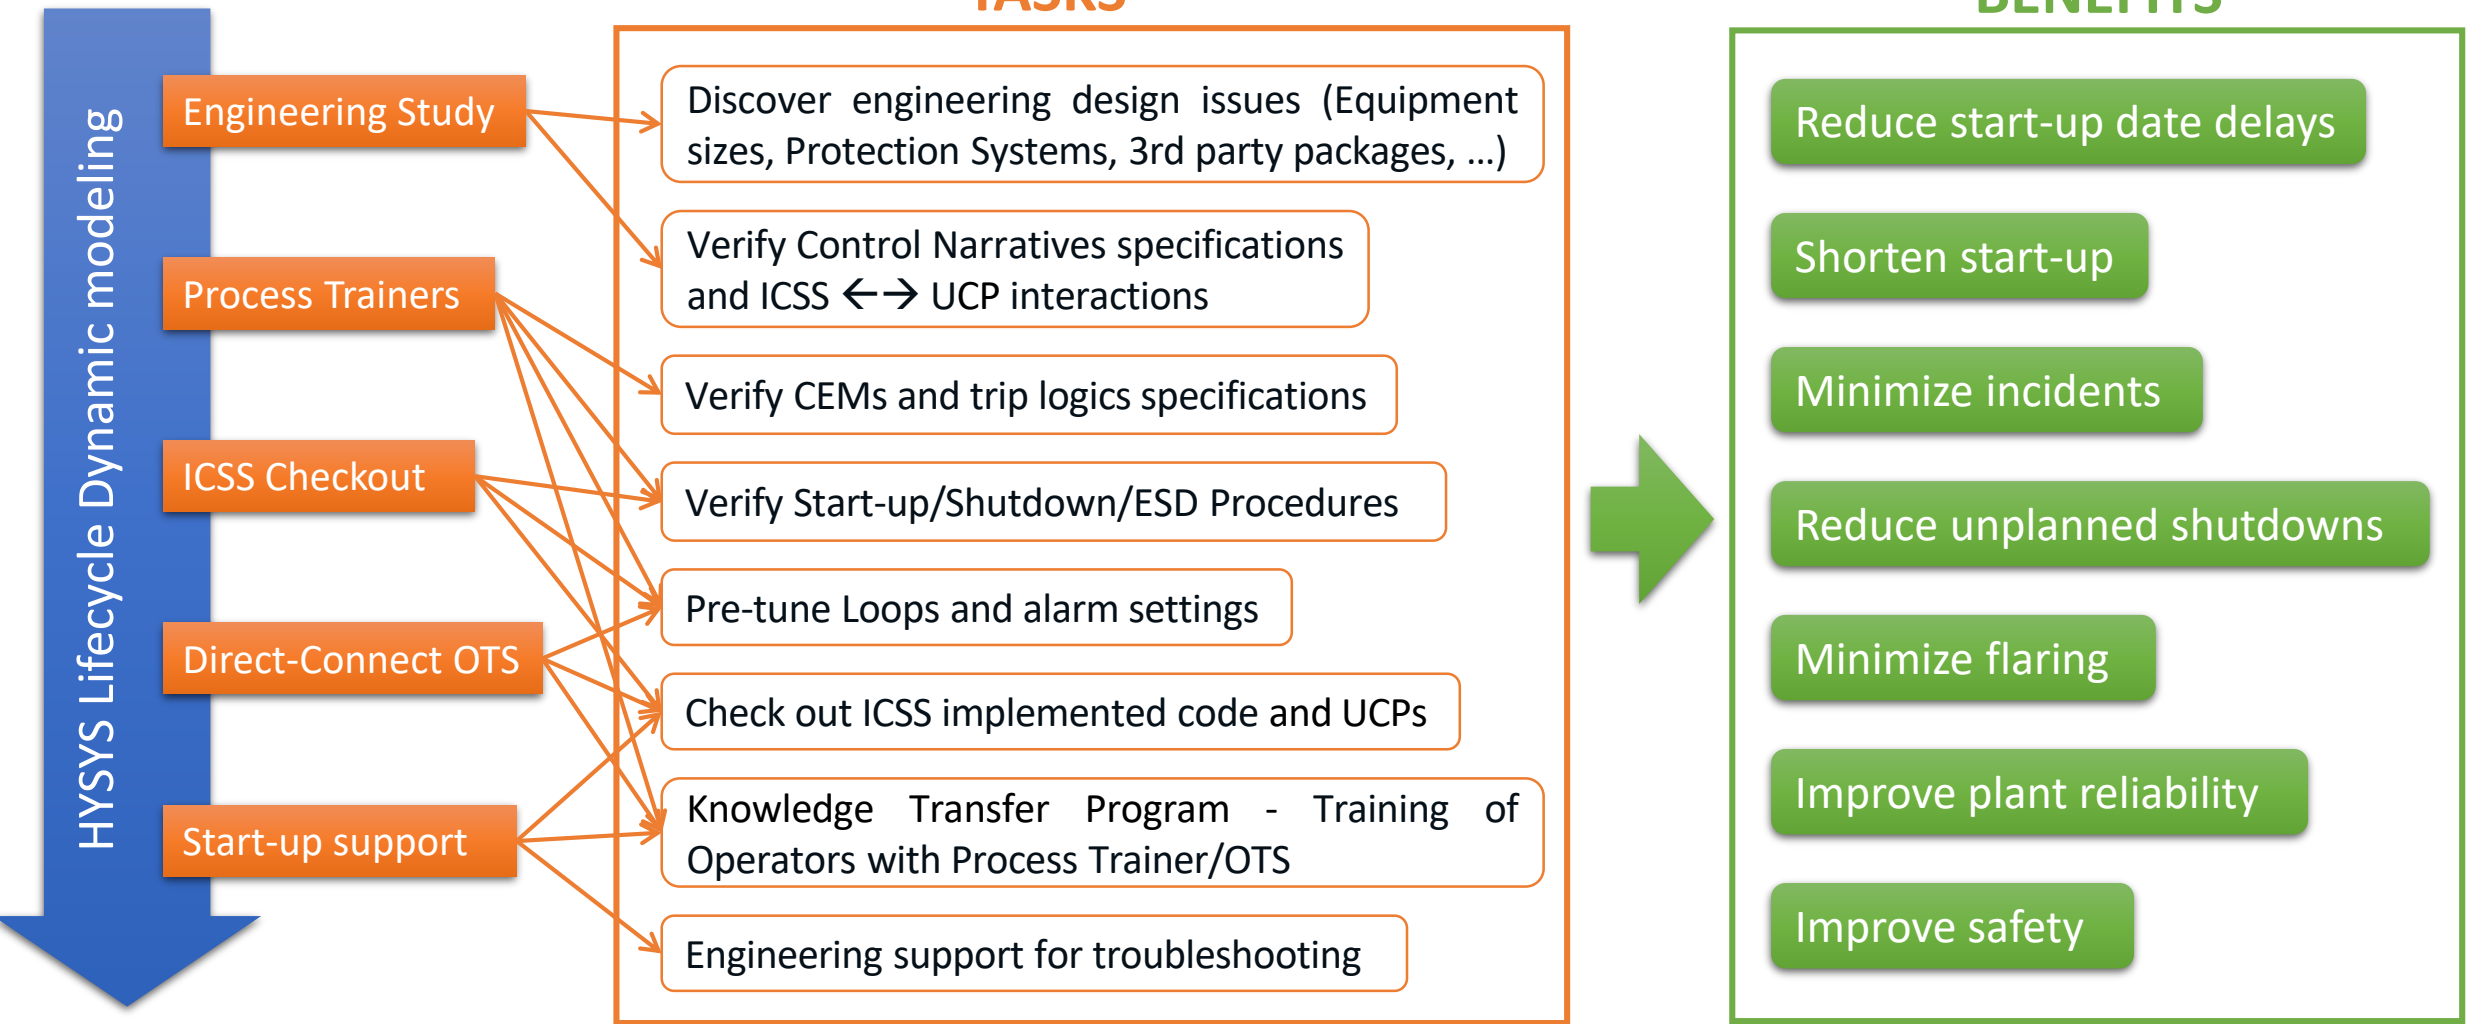 TASKS
BENEFITS
HYSYS Lifecycle Dynamic modeling
Engineering Study
Process Trainers
ICSS Checkout
Direct-Connect OTS
Start-up support
Discover engineering design issues (Equipment
sizes, Protection Systems, 3rd party packages, ...)
Verify Control Narratives specifications
and ICSS ←→ UCP interactions
Verify CEMs and trip logics specifications
Verify Start-up/Shutdown/ESD Procedures
Pre-tune Loops and alarm settings
Check out ICSS implemented code and UCPs
Knowledge Transfer Program - Training of
Operators with Process Trainer/OTS
Engineering support for troubleshooting
Reduce start-up date delays
Shorten start-up
Minimize incidents
Reduce unplanned shutdowns
Minimize flaring
Improve plant reliability
Improve safety